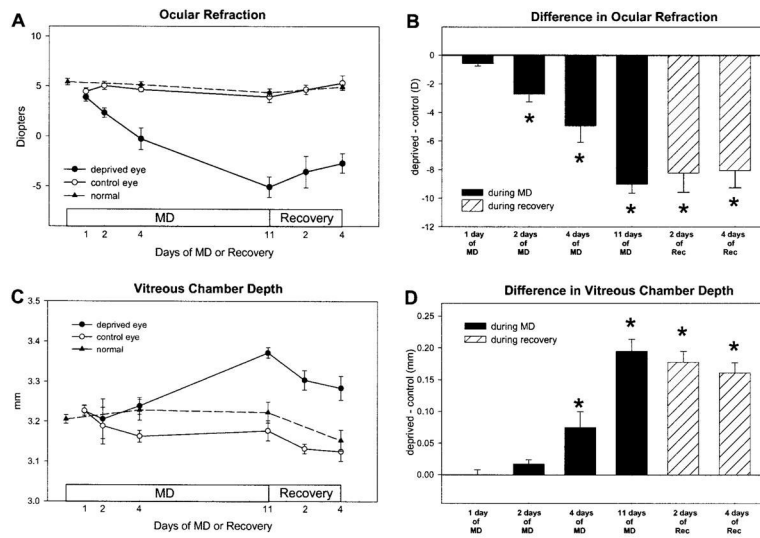 A
Ocular Refraction
10
5
0
-5
Diopters
deprived eye
control eye
normal
MD
Recovery
1 2 4 11 2 4
Days of MD or Recovery
B
Difference in Ocular Refraction
0
-2
-4
-6
-8
-10
-12
deprived - control (D)
* * * * *
during MD
during recovery
1 day of MD
2 days of MD
4 days of MD
11 days of MD
2 days of Rec
4 days of Rec
C
Vitreous Chamber Depth
3.5
3.4
3.3
3.2
3.1
3.0
mm
deprived eye
control eye
normal
MD
Recovery
1 2 4 11 2 4
Days of MD or Recovery
D
Difference in Vitreous Chamber Depth
0.25
0.20
0.15
0.10
0.05
0.00
deprived - control (mm)
during MD
during recovery
* * * *
1 day of MD
2 days of MD
4 days of MD
11 days of MD
2 days of Rec
4 days of Rec